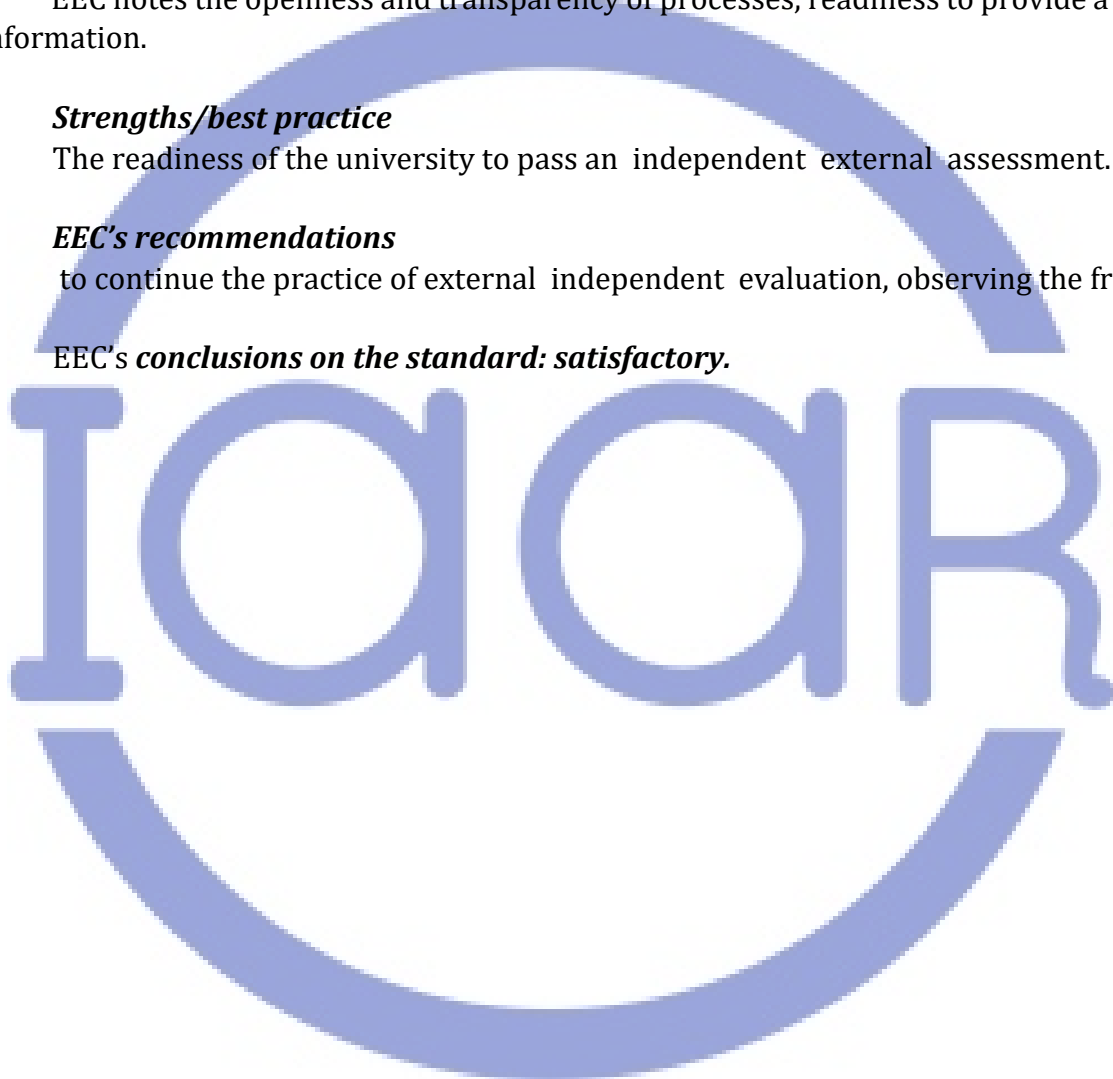 EEC notes the openness and transparency of processes, readiness to provide a
nformation.
Strengths/best practice
The readiness of the university to pass an independent external assessment.
EEC's recommendations
to continue the practice of external independent evaluation, observing the fr
EEC's conclusions on the standard: satisfactory.
IaaR